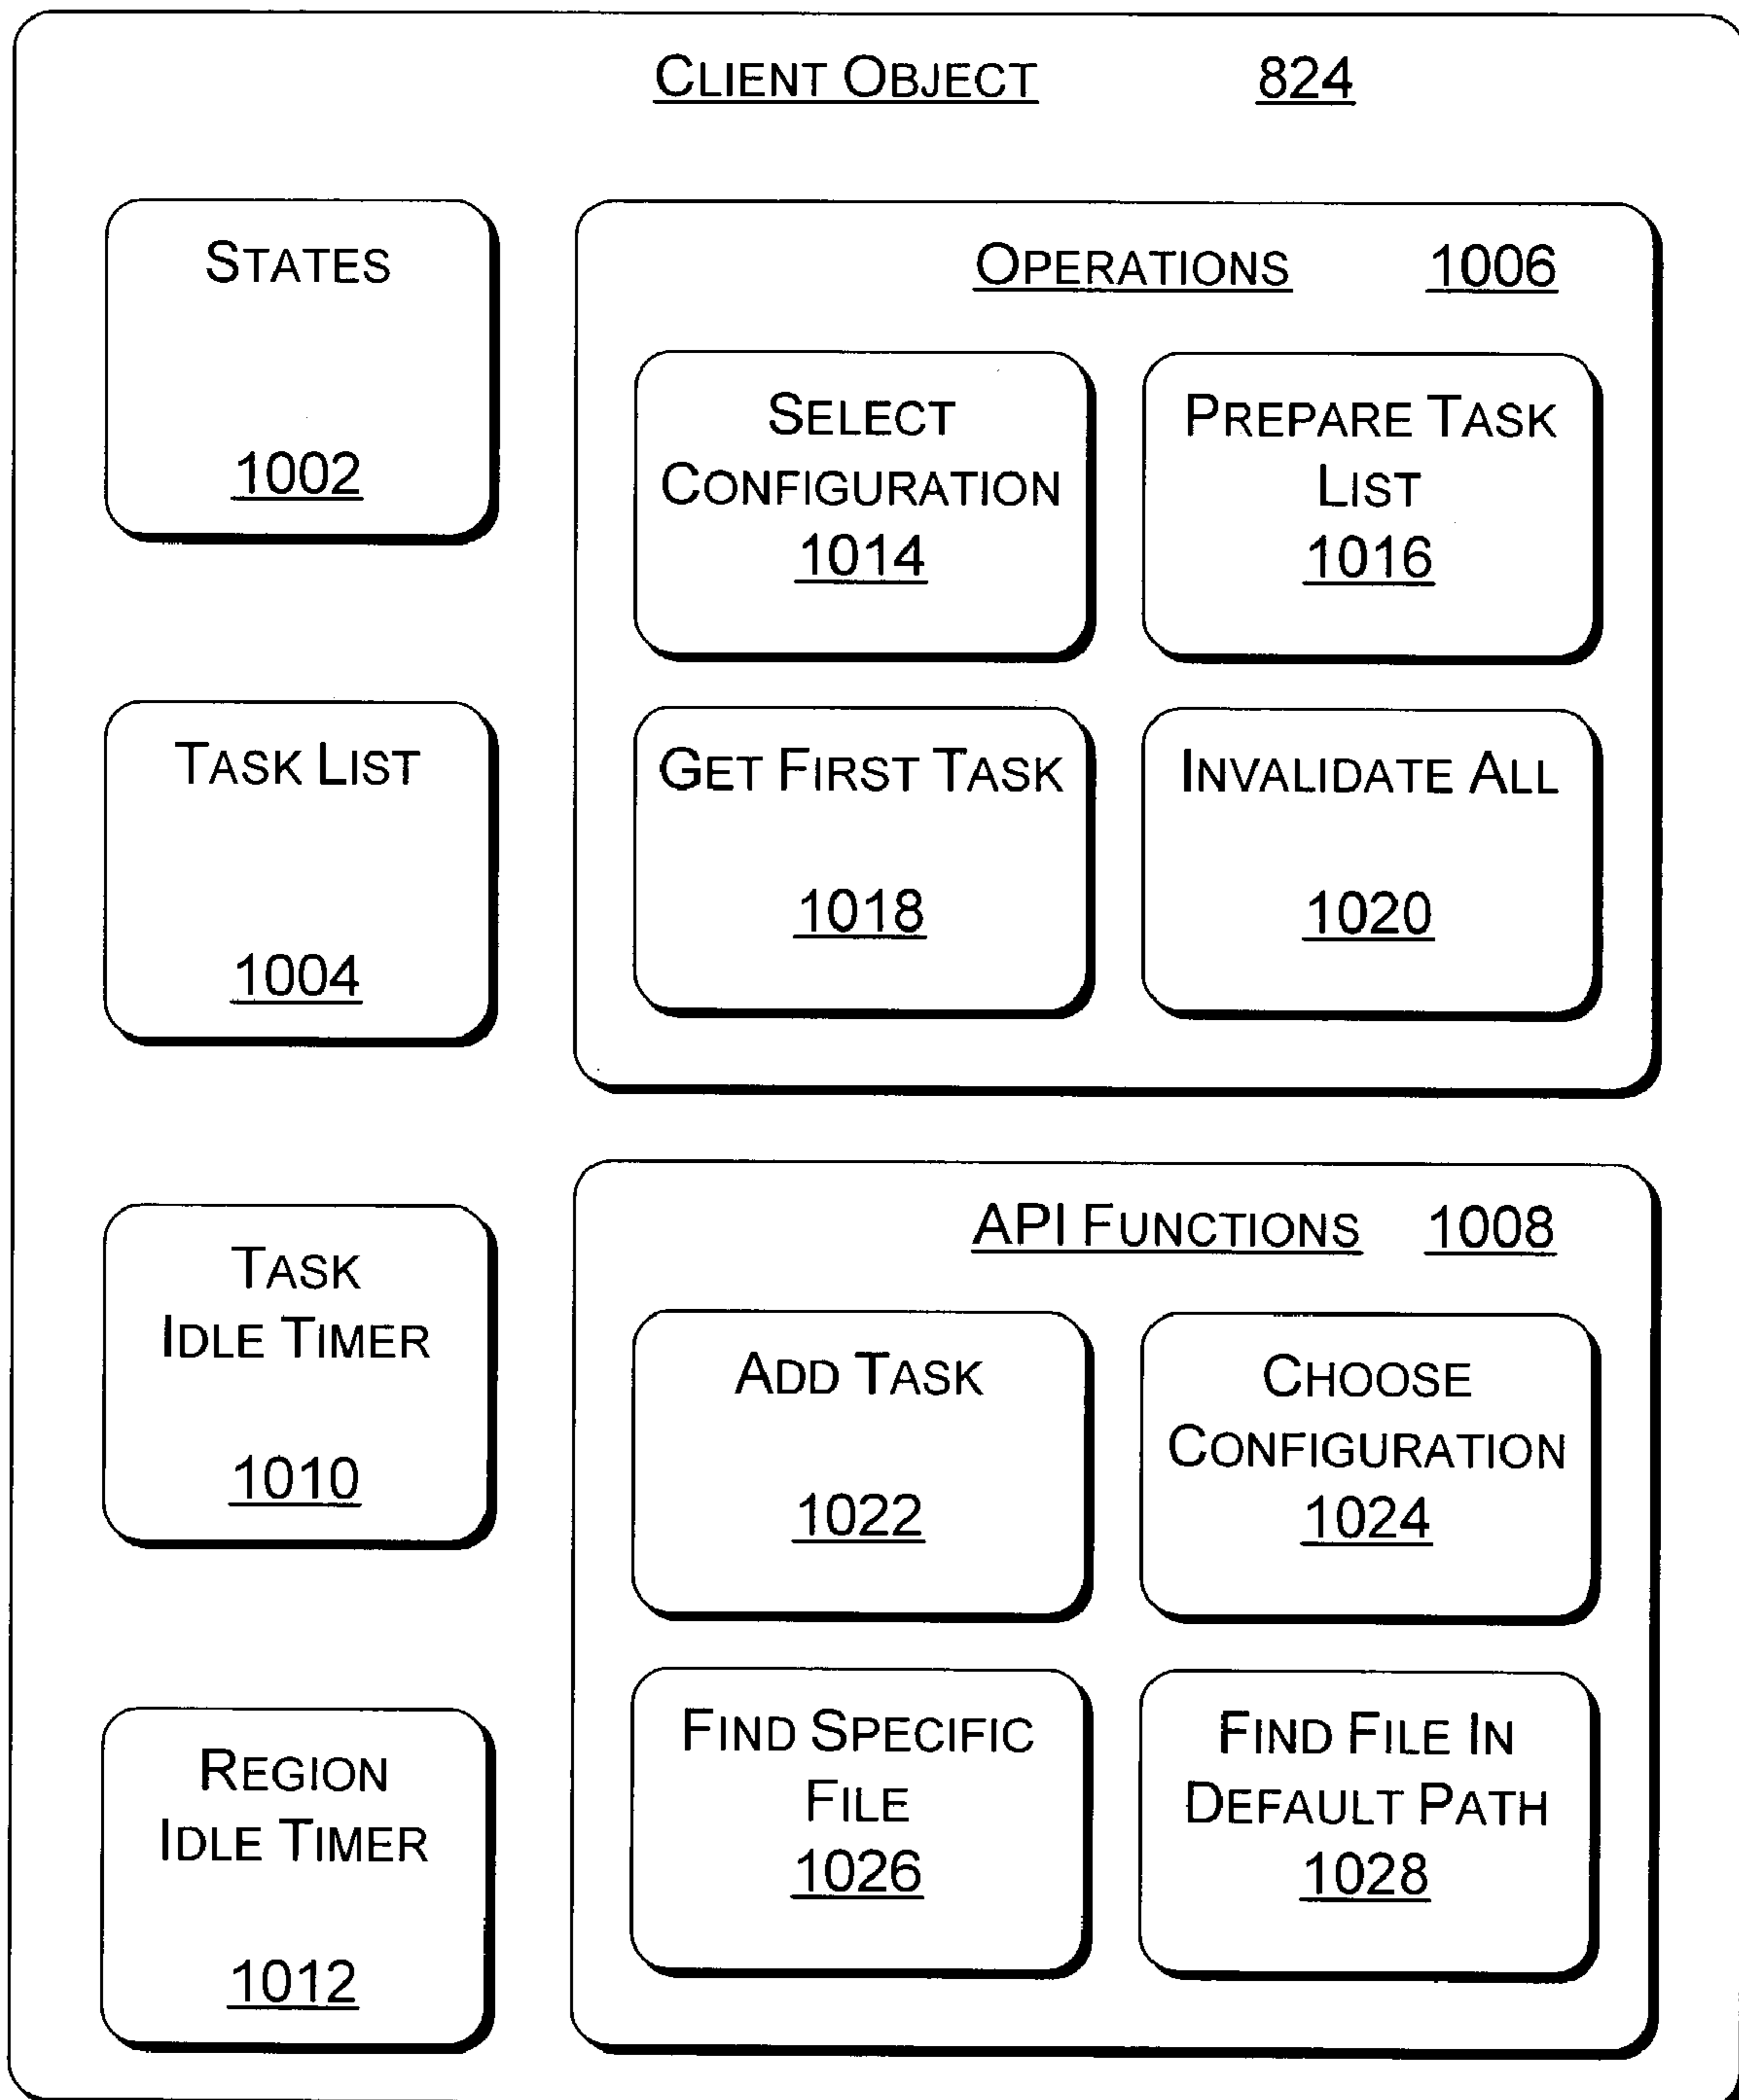 CLIENT OBJECT 824
STATES
1002
TASK LIST
1004
TASK
IDLE TIMER
1010
REGION
IDLE TIMER
1012
OPERATIONS 1006
SELECT
CONFIGURATION
1014
PREPARE TASK
LIST
1016
GET FIRST TASK
1018
INVALIDATE ALL
1020
API FUNCTIONS 1008
ADD TASK
1022
CHOOSE
CONFIGURATION
1024
FIND SPECIFIC
FILE
1026
FIND FILE IN
DEFAULT PATH
1028